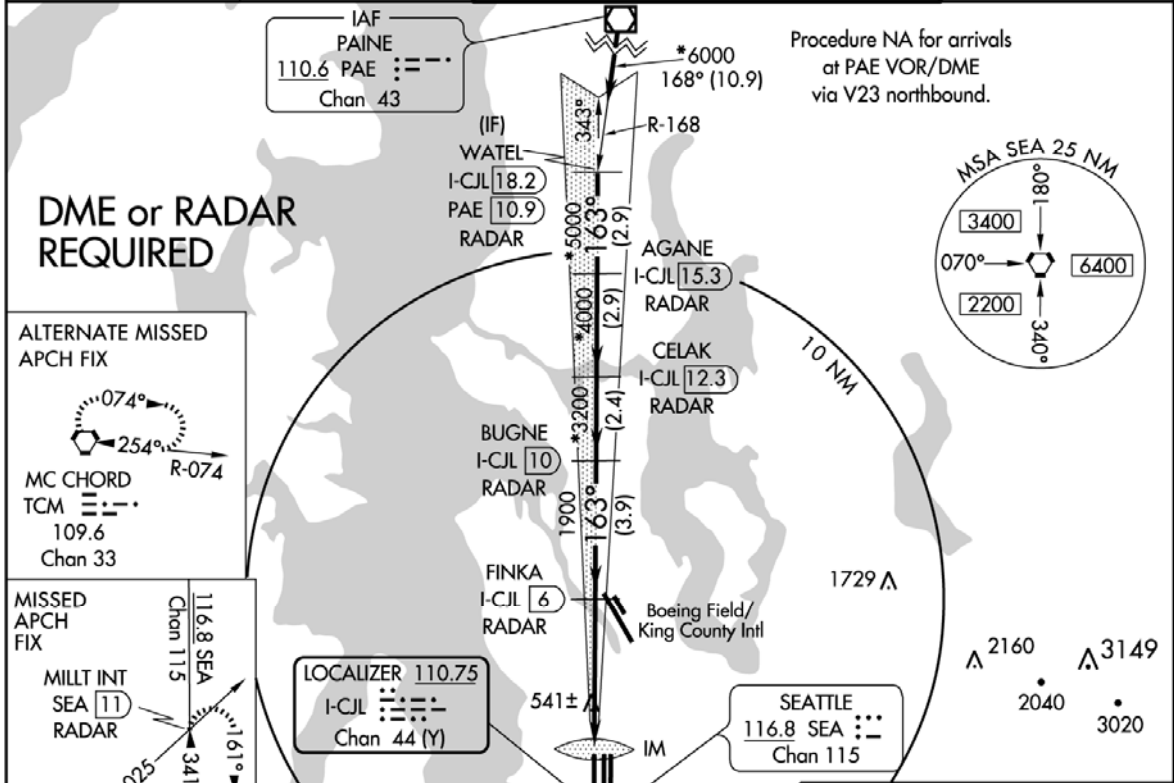 IAF
PAINE
110.6 PAE
Chan 43
*6000
168° (10.9)
Procedure NA for arrivals
at PAE VOR/DME
via V23 northbound.
343°
R-168
(IF)
WATEL
I-CJL 18.2
PAE 10.9
RADAR
DME or RADAR
REQUIRED
*5000
163°
(2.9)
AGANE
I-CJL 15.3
RADAR
MSA SEA 25 NM
180°
3400
070°
6400
2200
340°
*4000
(2.9)
10 NM
CELAK
I-CJL 12.3
RADAR
*3200
(2.4)
BUGNE
I-CJL 10
RADAR
1900
163°
(3.9)
ALTERNATE MISSED
APCH FIX
074°
254°
R-074
MC CHORD
TCM
109.6
Chan 33
FINKA
I-CJL 6
RADAR
Boeing Field/
King County Intl
1729
2160
3149
2040
3020
MISSED
APCH
FIX
116.8 SEA
Chan 115
MILLT INT
SEA 11
RADAR
161°
341
025
LOCALIZER 110.75
I-CJL
Chan 44 (Y)
541±
IM
SEATTLE
116.8 SEA
Chan 115